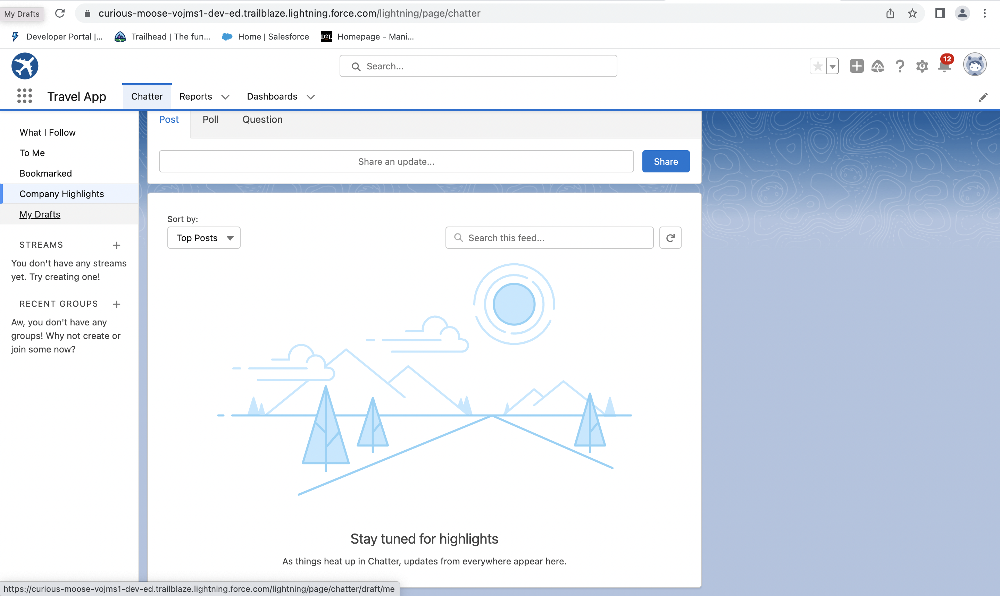 My Drafts
curious-moose-vojms1-dev-ed.trailblaze.lightning.force.com/lightning/page/chatter
Developer Portal |...
Trailhead | The fun...
Home | Salesforce
D2L
Homepage - Mani...
Search...
12
Travel App
Chatter
Reports
Dashboards
What I Follow
To Me
Bookmarked
Company Highlights
My Drafts
STREAMS
You don't have any streams
yet. Try creating one!
RECENT GROUPS
Aw, you don't have any
groups! Why not create or
join some now?
Post
Poll
Question
Share an update...
Share
Sort by:
Top Posts
Search this feed...
Stay tuned for highlights
As things heat up in Chatter, updates from everywhere appear here.
https://curious-moose-vojms1-dev-ed.trailblaze.lightning.force.com/lightning/page/chatter/draft/me